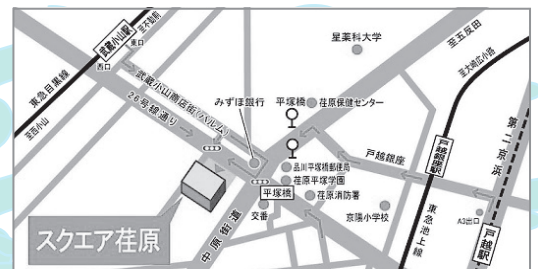 至不動前
武蔵小山駅
東口
西口
東急目黒線
至西小山
武蔵小山商店街(パルム)
26号線通り
みずほ銀行
星薬科大学
至五反田
至大崎広小路
平塚橋
荏原保健センター
戸越銀座
戸越銀座駅
第二京浜
品川平塚橋郵便局
荏原平塚学園
荏原消防署
平塚橋
交番
京陽小学校
東急池上線
A3出口
戸越駅
中原街道
スクエア荏原